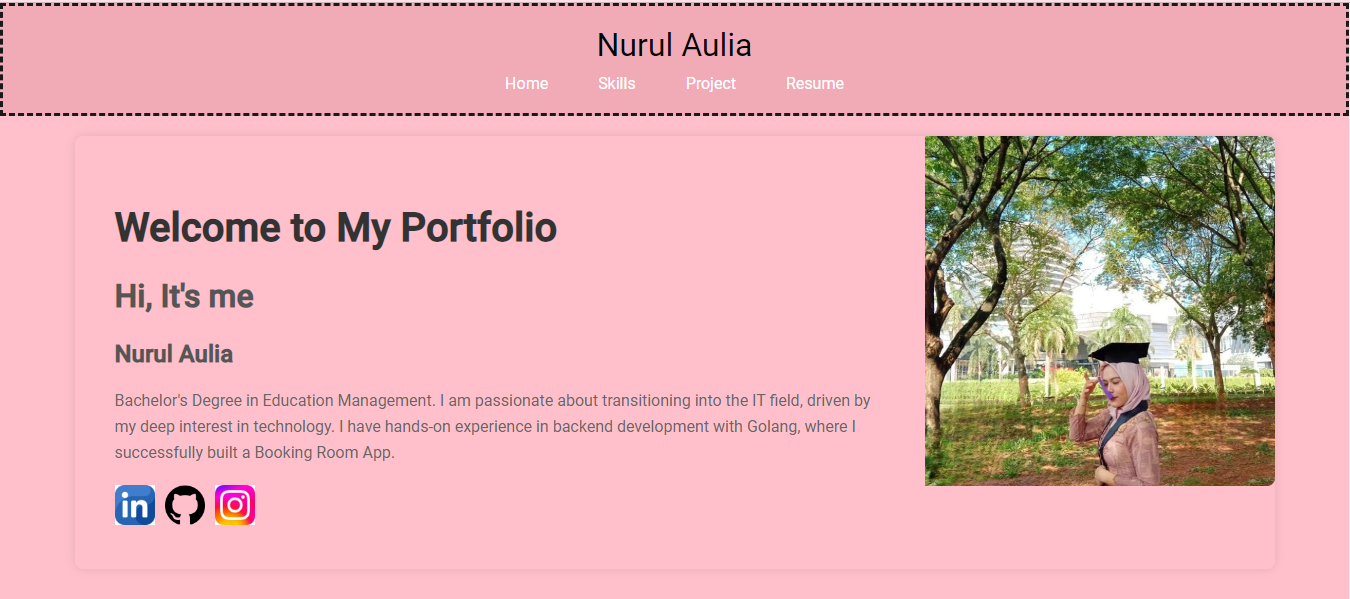 Nurul Aulia
Home Skills Project Resume
Welcome to My Portfolio
Hi, It's me
Nurul Aulia
Bachelor's Degree in Education Management. I am passionate about transitioning into the IT field, driven by
my deep interest in technology. I have hands-on experience in backend development with Golang, where I
successfully built a Booking Room App.
in